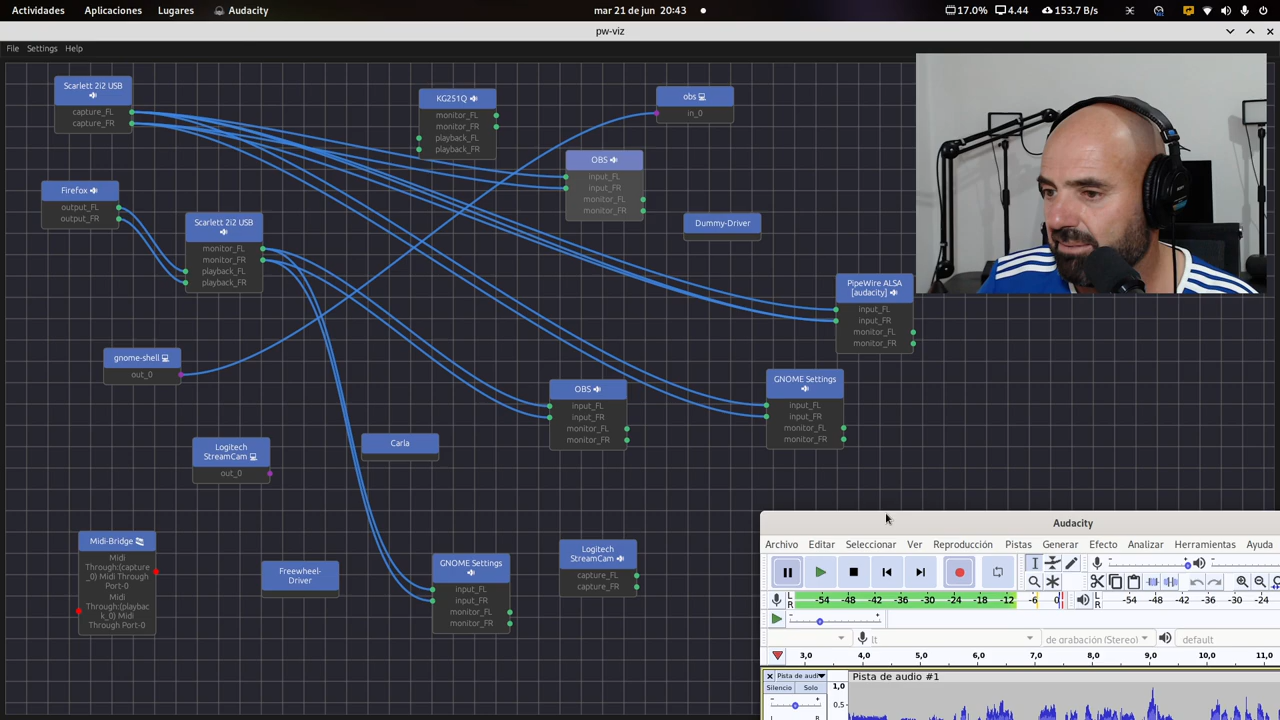 Actividades Aplicaciones Lugares Audacity mar 21 de jun 20:43 17.0% 4.44 153.7 B/s
pw-viz
File Settings Help
Scarlett 2i2 USB
capture_FL
capture_FR
KG251Q
monitor_FL
monitor_FR
playback_FL
playback_FR
obs
in_0
OBS
input_FL
input_FR
monitor_FL
monitor_FR
Firefox
output_FL
output_FR
Scarlett 2i2 USB
monitor_FL
monitor_FR
playback_FL
playback_FR
Dummy-Driver
PipeWire ALSA
[audacity]
input_FL
input_FR
monitor_FL
monitor_FR
gnome-shell
out_0
OBS
input_FL
input_FR
monitor_FL
monitor_FR
GNOME Settings
input_FL
input_FR
monitor_FL
monitor_FR
Logitech
StreamCam
out_0
Carla
Midi-Bridge
Midi
Through:(capture
_0) Midi Through
Port-0
Midi
Through:(playbac
k_0) Midi
Through Port-0
Freewheel-
Driver
GNOME Settings
input_FL
input_FR
monitor_FL
monitor_FR
Logitech
StreamCam
capture_FL
capture_FR
Audacity
Archivo Editar Seleccionar Ver Reproducción Pistas Generar Efecto Analizar Herramientas Ayuda
L
R
-54 -48 -42 -36 -30 -24 -18 -12 -6 0
L
R
-54 -48 -42 -36 -30 -24
lt de grabación (Stereo) default
3,0 4,0 5,0 6,0 7,0 8,0 9,0 10,0 11,0
Pista de audi
Pista de audio #1
Silencio Solo
1,0
0,5